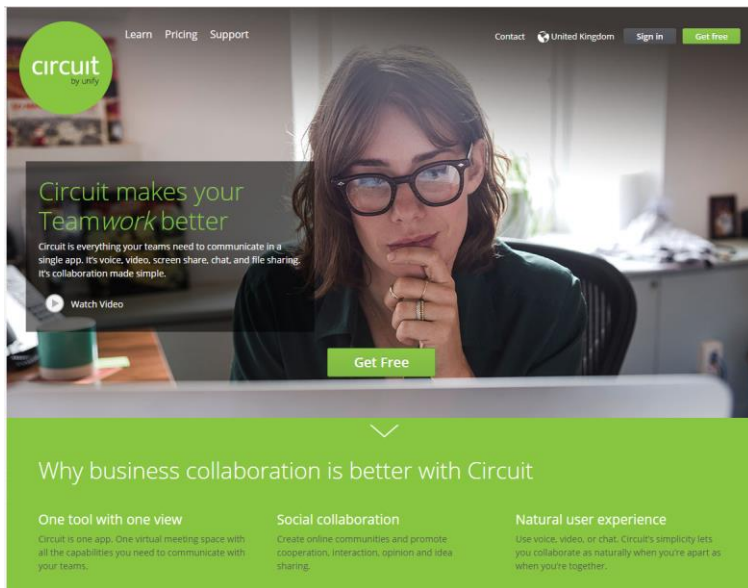 circuit
by unify
Learn Pricing Support
Contact United Kingdom Sign in Get free
Circuit makes your
Teamwork better
Circuit is everything your teams need to communicate in a
single app. It's voice, video, screen share, chat, and file sharing.
It's collaboration made simple.
Watch Video
Get Free
Why business collaboration is better with Circuit
One tool with one view
Circuit is one app. One virtual meeting space with
all the capabilities you need to communicate with
your teams.
Social collaboration
Create online communities and promote
cooperation, interaction, opinion and idea
sharing.
Natural user experience
Use voice, video, or chat. Circuit's simplicity lets
you collaborate as naturally when you're apart as
when you're together.